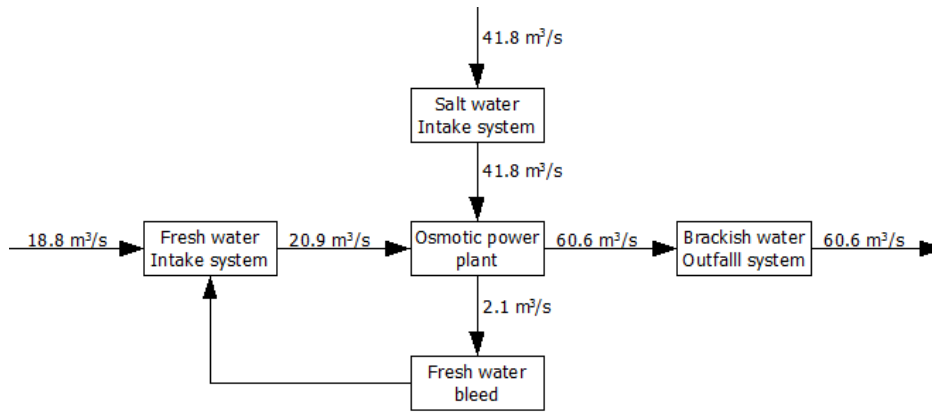 41.8 m³/s
Salt water
Intake system
41.8 m³/s
18.8 m³/s
Fresh water
Intake system
20.9 m³/s
Osmotic power
plant
60.6 m³/s
Brackish water
Outfalll system
60.6 m³/s
2.1 m³/s
Fresh water
bleed